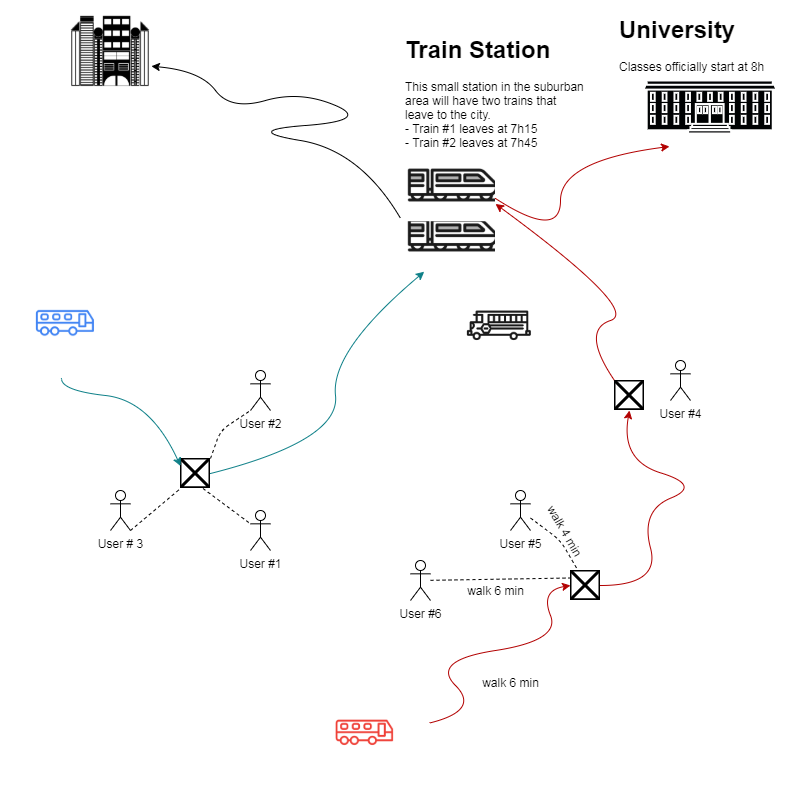 University
Train Station
Classes officially start at 8h
This small station in the suburban
area will have two trains that
leave to the city.
- Train #1 leaves at 7h15
- Train #2 leaves at 7h45
User #2
User #4
User # 3
User #1
walk 4 min
User #5
walk 6 min
User #6
walk 6 min